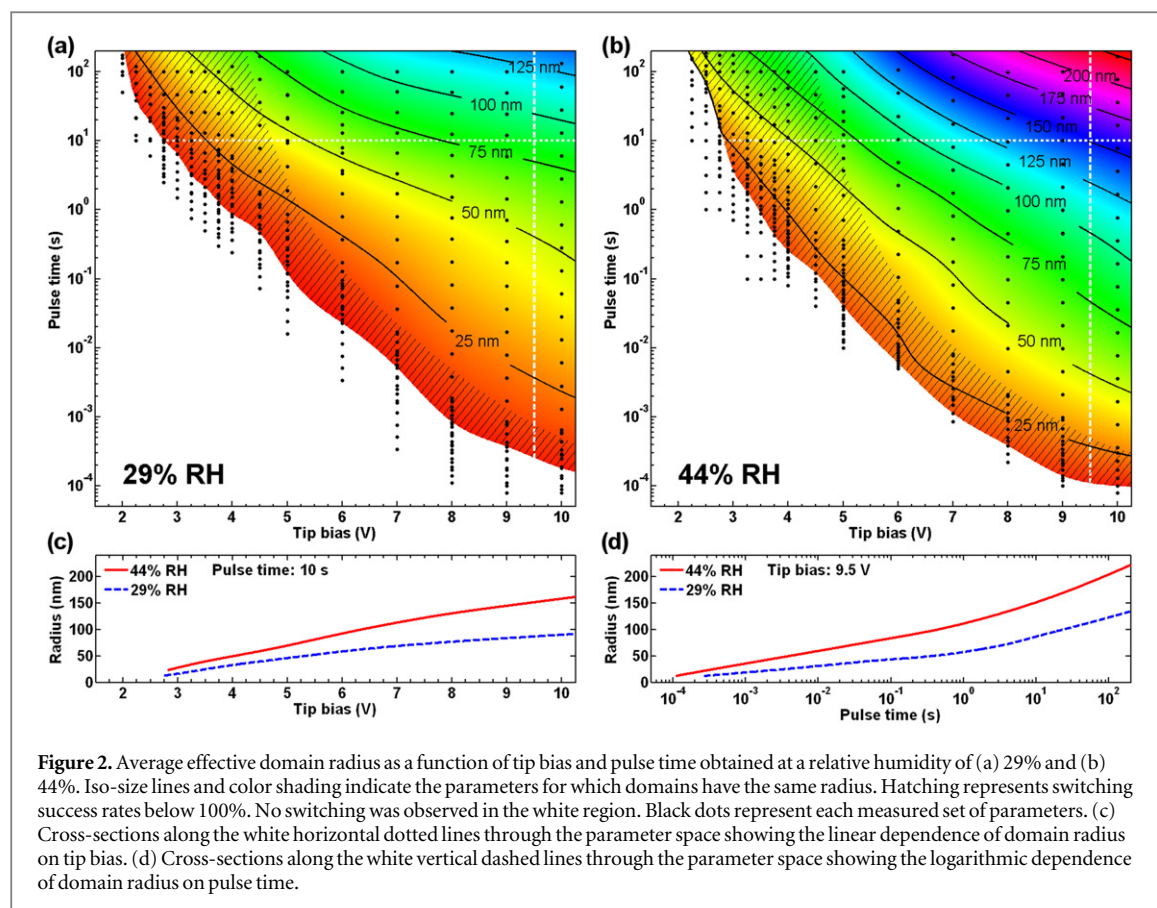 (a)
(b)
Pulse time (s)
10² 10¹ 10⁰ 10⁻¹ 10⁻² 10⁻³ 10⁻⁴
125 nm
100 nm
75 nm
50 nm
25 nm
29% RH
2 3 4 5 6 7 8 9 10
Tip bias (V)
Pulse time (s)
10² 10¹ 10⁰ 10⁻¹ 10⁻² 10⁻³ 10⁻⁴
200 nm
175 nm
150 nm
125 nm
100 nm
75 nm
50 nm
25 nm
44% RH
2 3 4 5 6 7 8 9 10
Tip bias (V)
(c)
Radius (nm)
200 150 100 50 0
44% RH
29% RH
Pulse time: 10 s
2 3 4 5 6 7 8 9 10
Tip bias (V)
(d)
Radius (nm)
200 150 100 50 0
44% RH
29% RH
Tip bias: 9.5 V
10⁻⁴ 10⁻³ 10⁻² 10⁻¹ 10⁰ 10¹ 10²
Pulse time (s)
Figure 2. Average effective domain radius as a function of tip bias and pulse time obtained at a relative humidity of (a) 29% and (b)
44%. Iso-size lines and color shading indicate the parameters for which domains have the same radius. Hatching represents switching
success rates below 100%. No switching was observed in the white region. Black dots represent each measured set of parameters. (c)
Cross-sections along the white horizontal dotted lines through the parameter space showing the linear dependence of domain radius
on tip bias. (d) Cross-sections along the white vertical dashed lines through the parameter space showing the logarithmic dependence
of domain radius on pulse time.